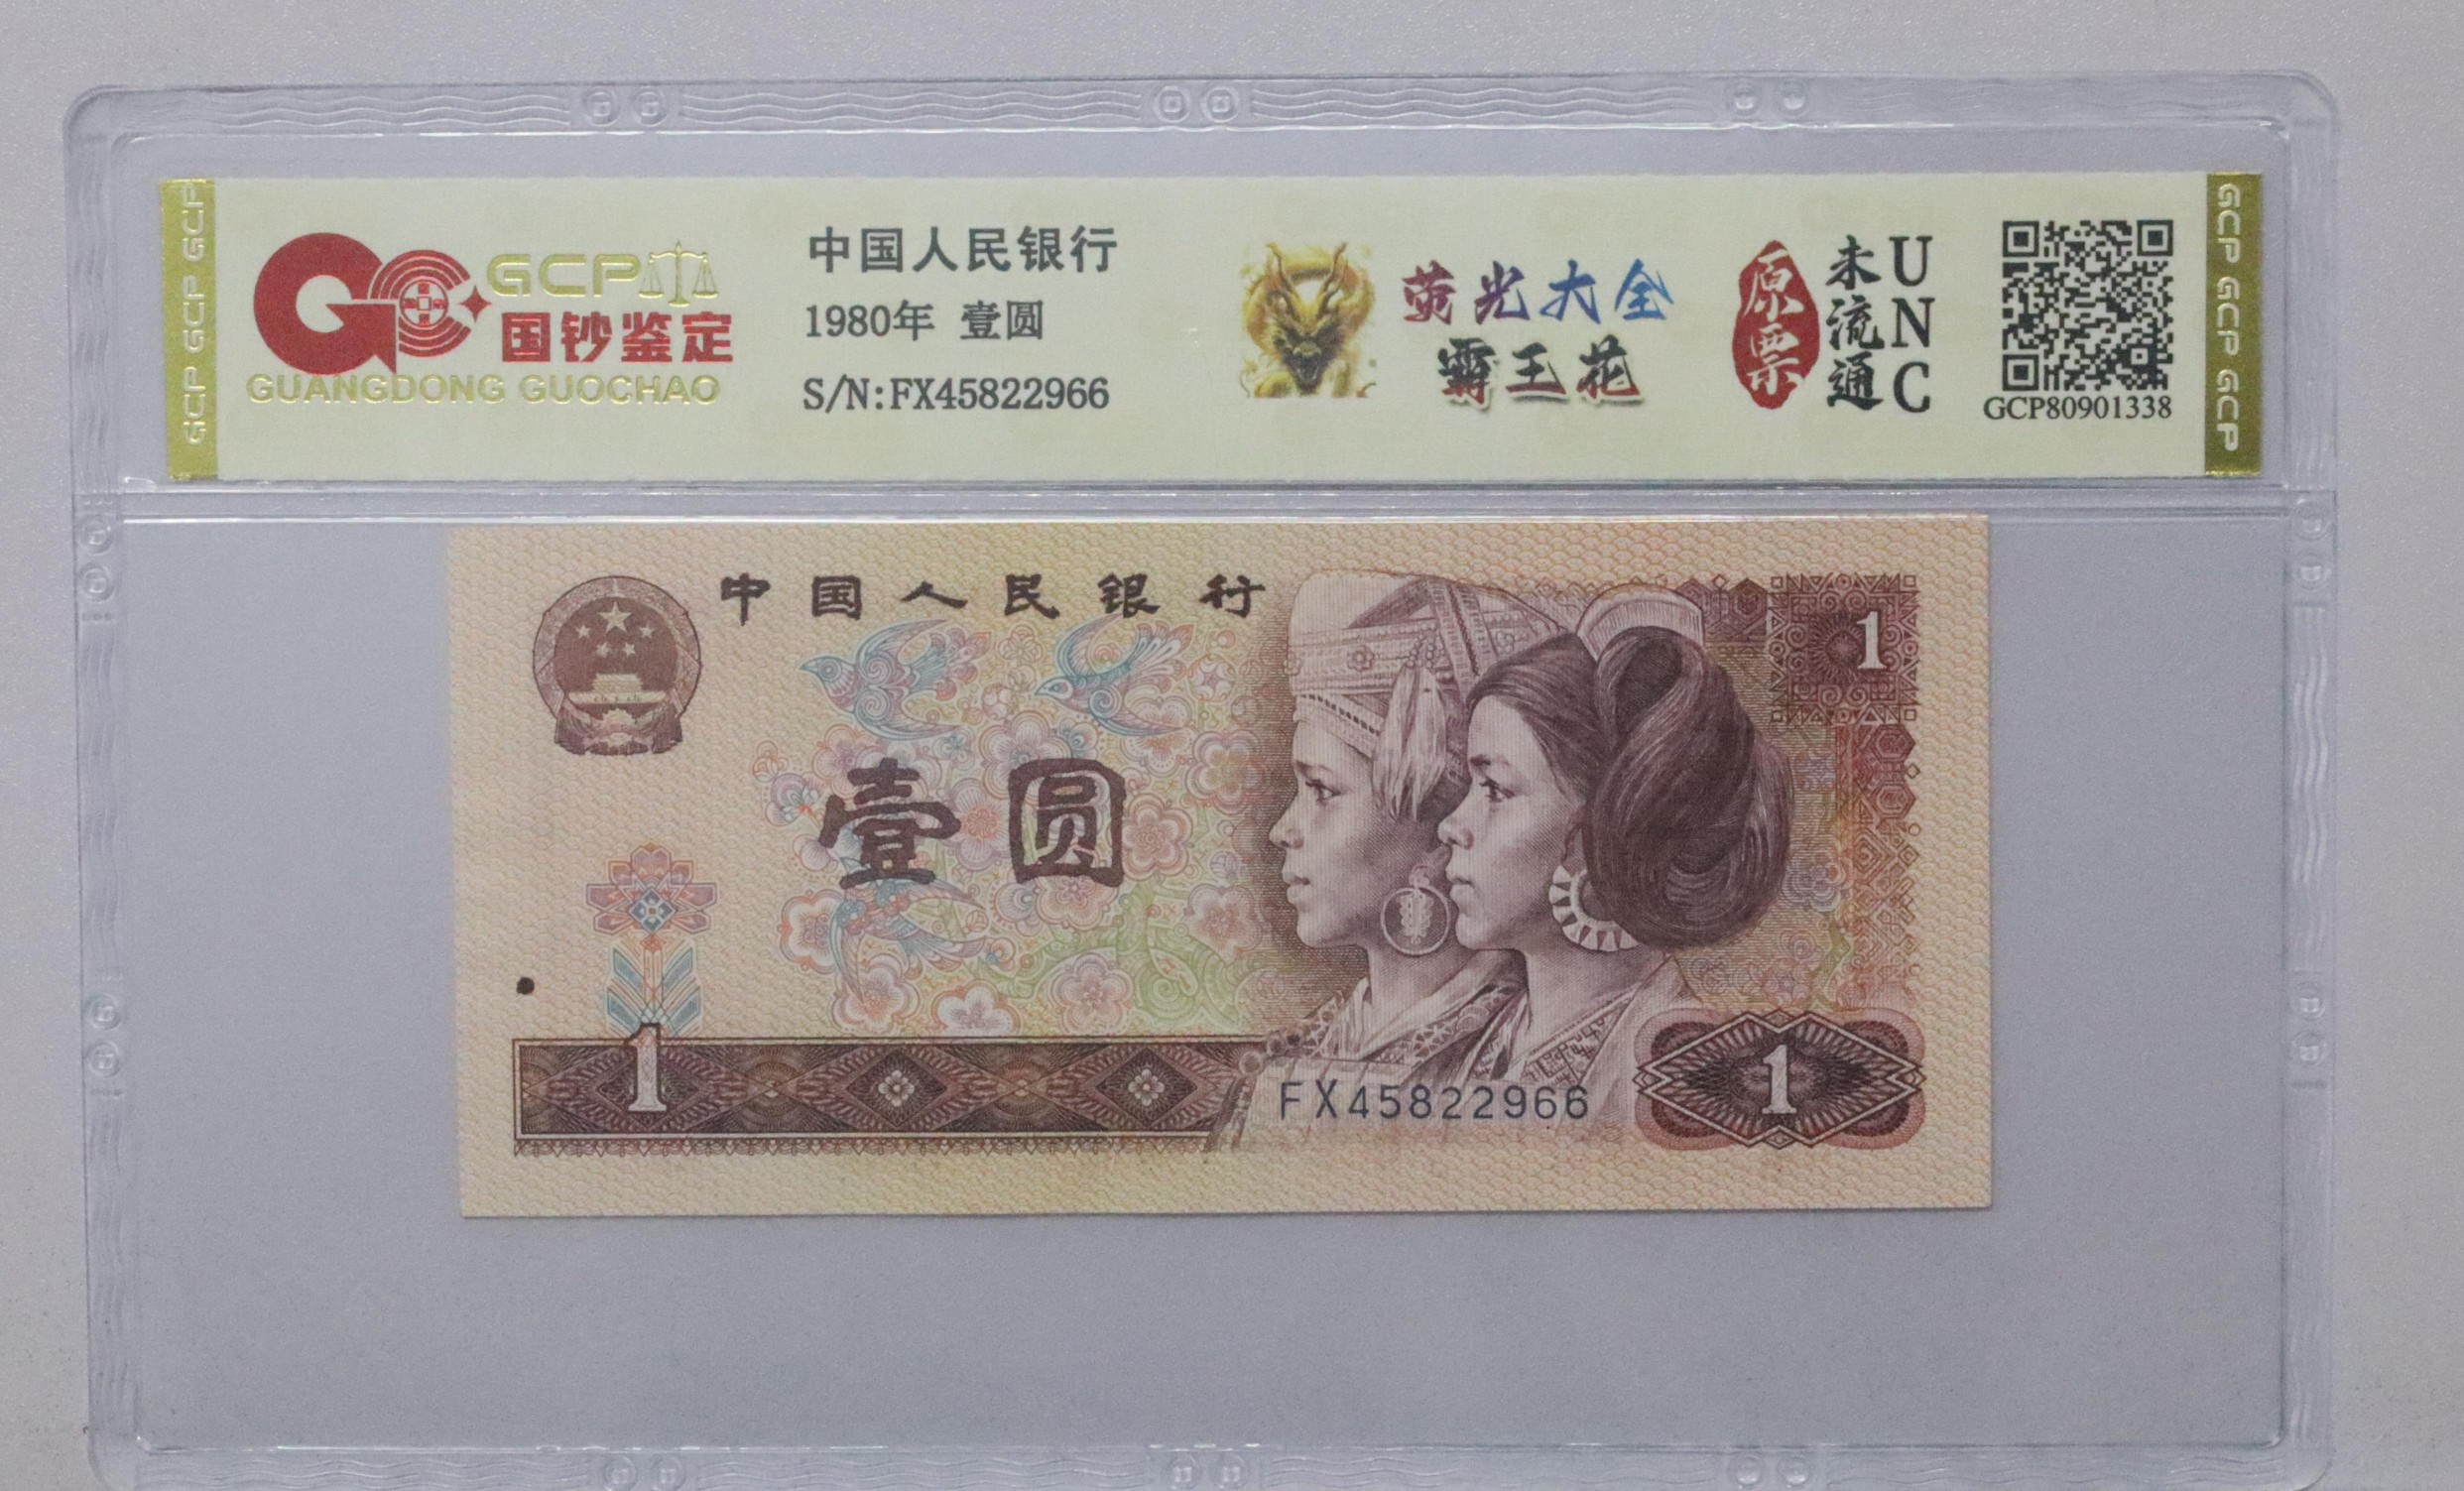 GCP GCP GCP
GCP
国钞鉴定
GUANGDONG GUOCHAO
中国人民银行
1980年 壹圆
S/N:FX45822966
荧光大全
霸王花
原票
未流通
UNC
GCP80901338
GCP GCP GCP
中国人民银行
1
壹圆
1
FX45822966
1